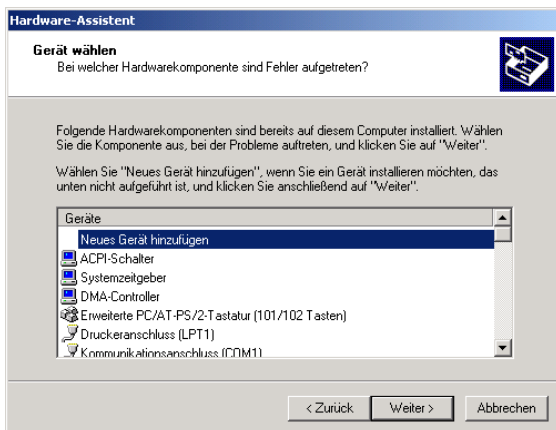 Hardware-Assistent
Gerät wählen
Bei welcher Hardwarekomponente sind Fehler aufgetreten?
Folgende Hardwarekomponenten sind bereits auf diesem Computer installiert. Wählen
Sie die Komponente aus, bei der Probleme auftreten, und klicken Sie auf "Weiter".
Wählen Sie "Neues Gerät hinzufügen", wenn Sie ein Gerät installieren möchten, das
unten nicht aufgeführt ist, und klicken Sie anschließend auf "Weiter".
Geräte
Neues Gerät hinzufügen
ACPI-Schalter
Systemzeitgeber
DMA-Controller
Erweiterte PC/AT-PS/2-Tastatur (101/102 Tasten)
Druckeranschluss (LPT1)
Kommunikationsanschluss (COM1)
< Zurück Weiter > Abbrechen